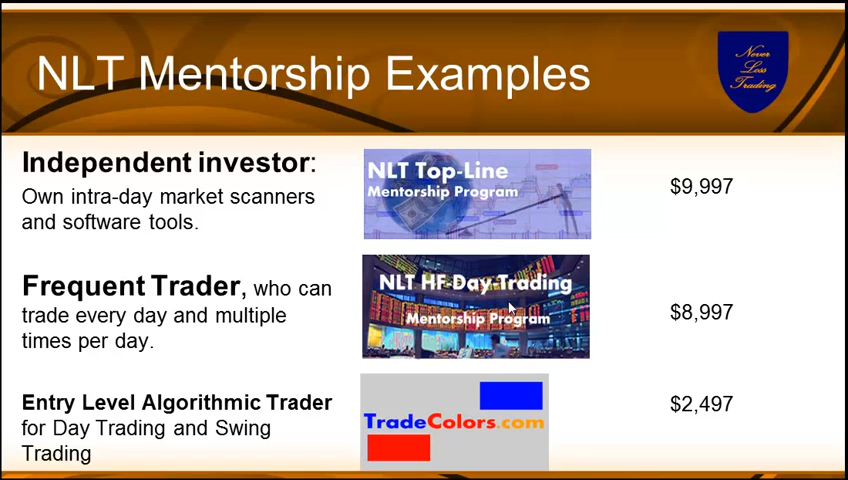 NLT Mentorship Examples
Never
Loss
Trading
Independent investor:
Own intra-day market scanners
and software tools.
NLT Top-Line
Mentorship Program
$9,997
Frequent Trader, who can
trade every day and multiple
times per day.
NLT HF-Day-Trading
Mentorship Program
$8,997
Entry Level Algorithmic Trader
for Day Trading and Swing
Trading
TradeColors.com
$2,497